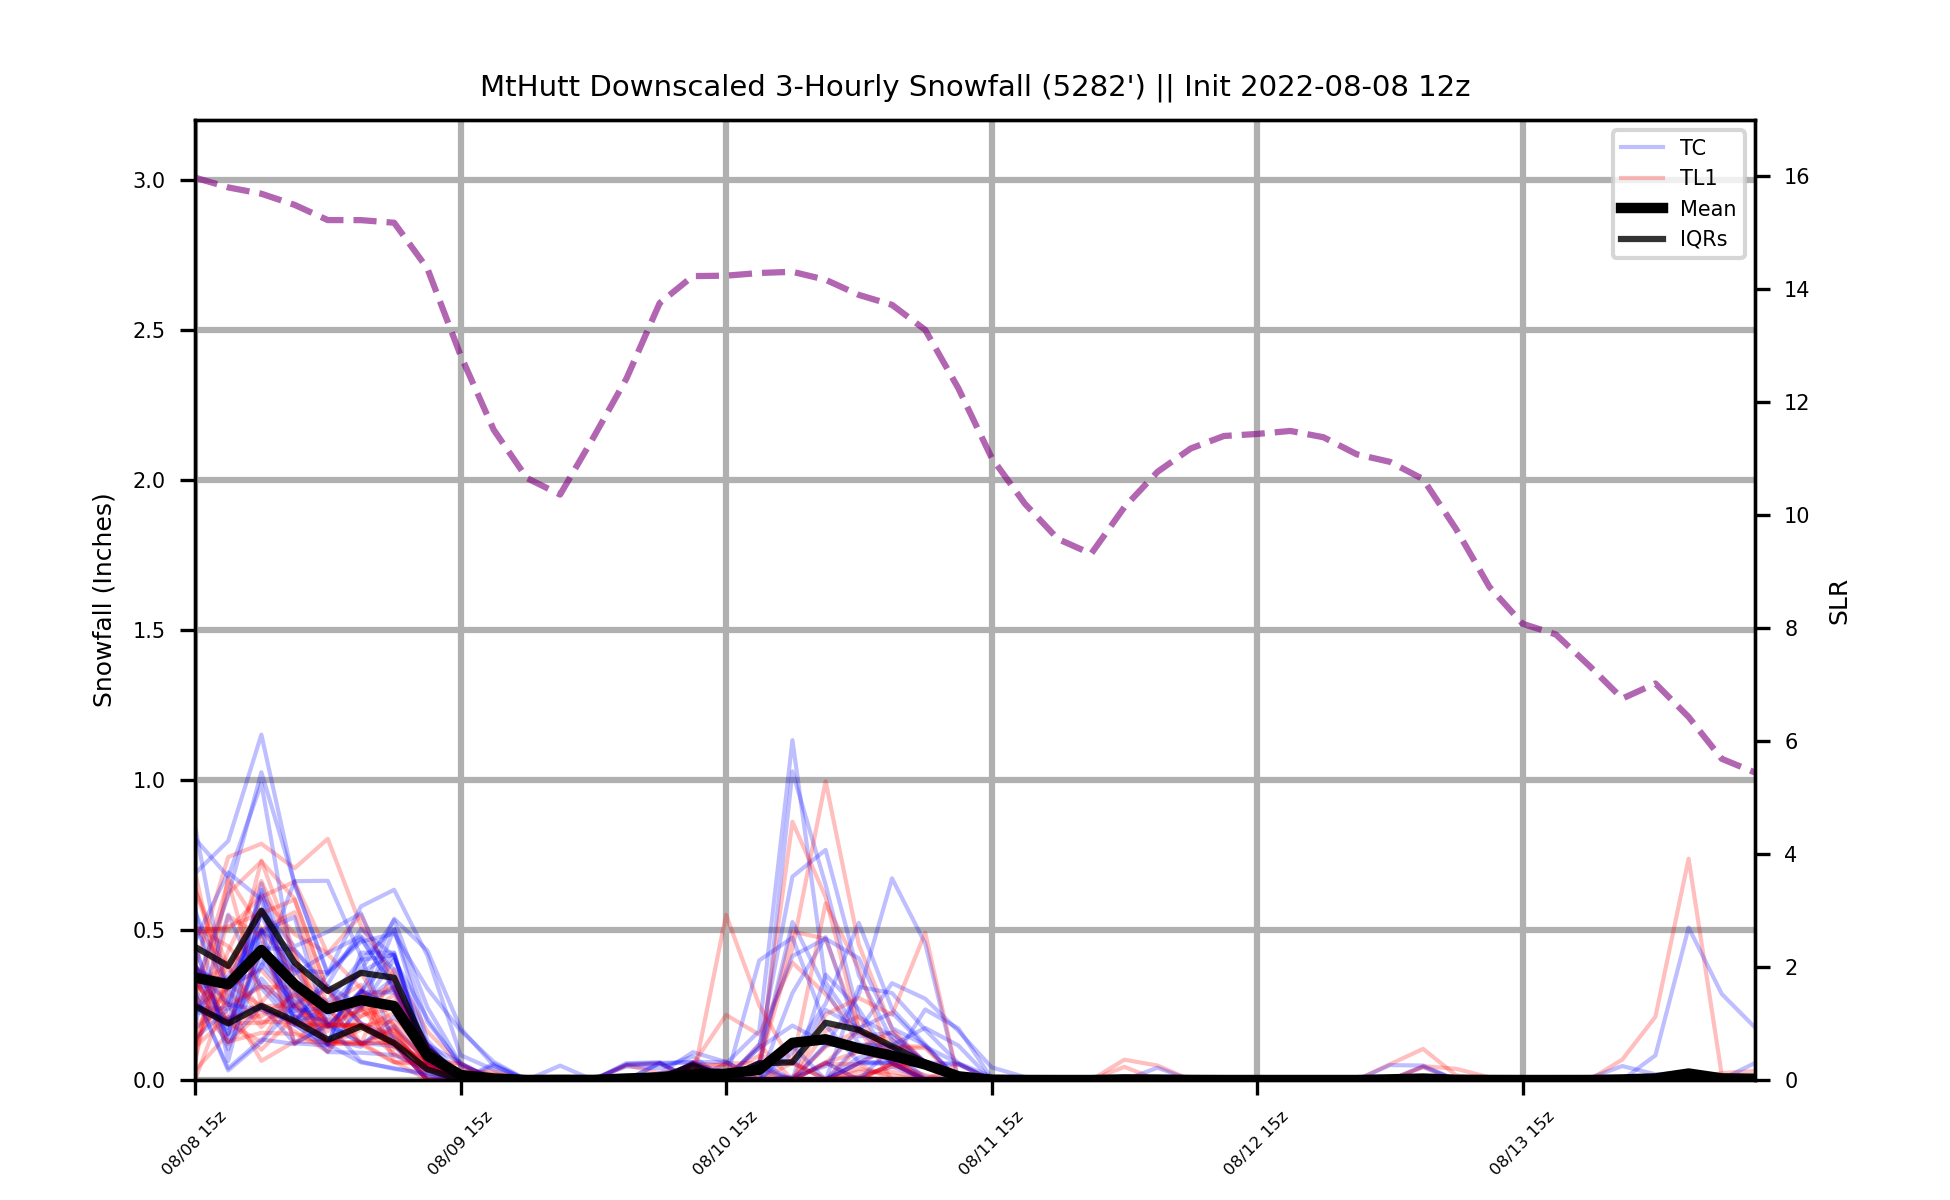 MtHutt Downscaled 3-Hourly Snowfall (5282') || Init 2022-08-08 12z
TC
TL1
Mean
IQRs
Snowfall (Inches)
3.0
2.5
2.0
1.5
1.0
0.5
0.0
16
14
12
10
8
6
4
2
0
SLR
08/08 15z
08/09 15z
08/10 15z
08/11 15z
08/12 15z
08/13 15z